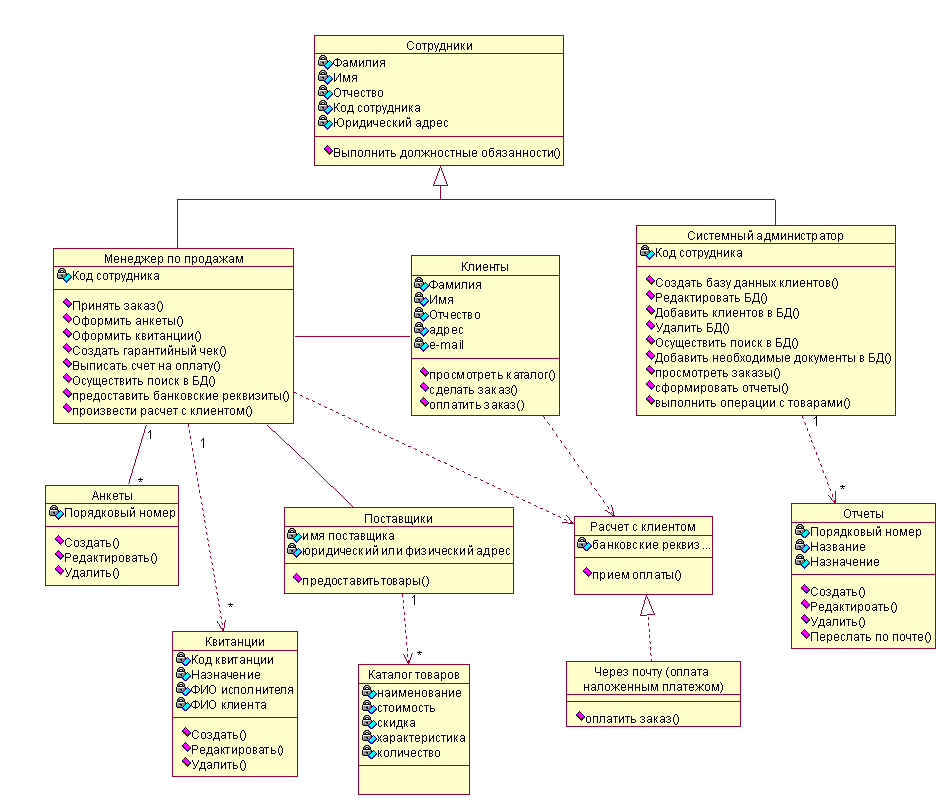 Сотрудники
Фамилия
Имя
Отчество
Код сотрудника
Юридический адрес
Выполнить должностные обязанности()
Менеджер по продажам
Код сотрудника
Принять заказ()
Оформить анкеты()
Оформить квитанции()
Создать гарантийный чек()
Выписать счет на оплату()
Осуществить поиск в БД()
предоставить банковские реквизиты()
произвести расчет с клиентом()
Клиенты
Фамилия
Имя
Отчество
адрес
e-mail
просмотреть каталог()
сделать заказ()
оплатить заказ()
Системный администратор
Код сотрудника
Создать базу данных клиентов()
Редактировать БД()
Добавить клиентов в БД()
Удалить БД()
Осуществить поиск в БД()
Добавить необходимые документы в БД()
просмотреть заказы()
сформировать отчеты()
выполнить операции с товарами()
1
*
1
*
1
*
1
*
Анкеты
Порядковый номер
Создать()
Редактировать()
Удалить()
Поставщики
имя поставщика
юридический или физический адрес
предоставить товары()
Расчет с клиентом
банковские реквиз ...
прием оплаты()
Отчеты
Порядковый номер
Название
Назначение
Создать()
Редактироать()
Удалить()
Переслать по почте()
Квитанции
Код квитанции
Назначение
ФИО исполнителя
ФИО клиента
Создать()
Редактировать()
Удалить()
Каталог товаров
наименование
стоимость
скидка
характеристика
количество
Через почту (оплата
наложенным платежом)
оплатить заказ()